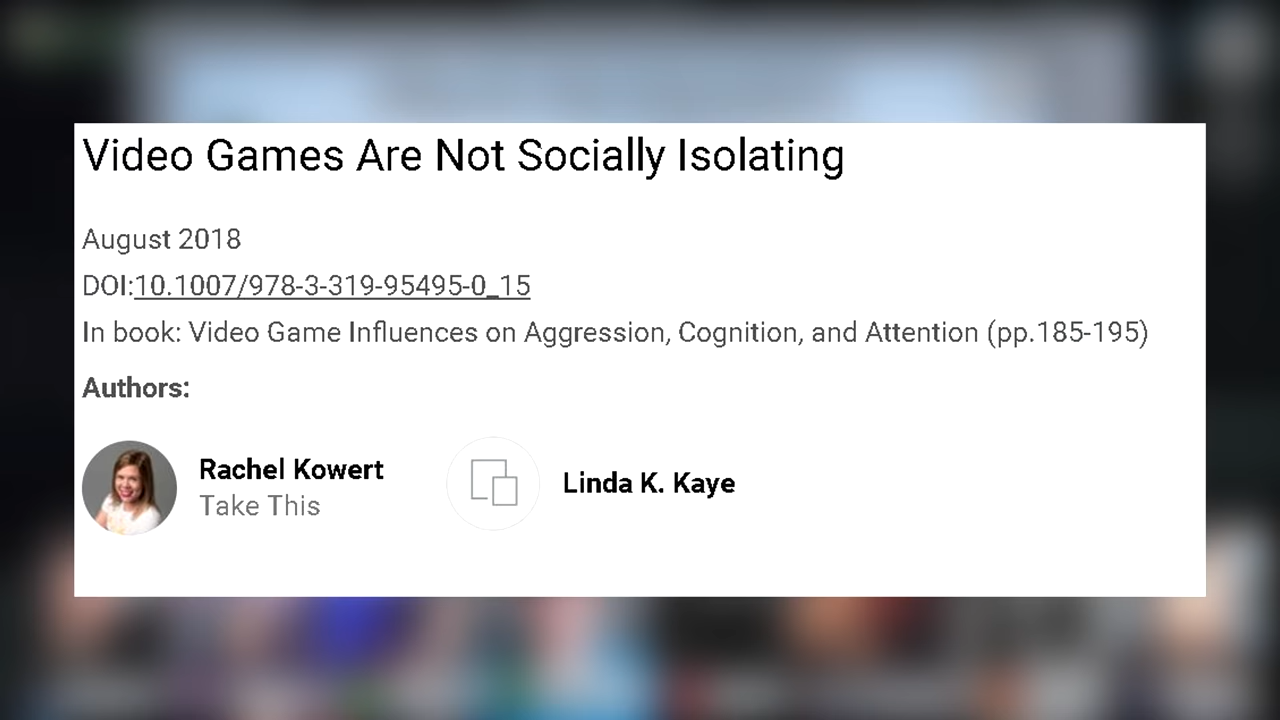 Video Games Are Not Socially Isolating
August 2018
DOI:10.1007/978-3-319-95495-0_15
In book: Video Game Influences on Aggression, Cognition, and Attention (pp.185-195)
Authors:
Rachel Kowert
Take This
Linda K. Kaye